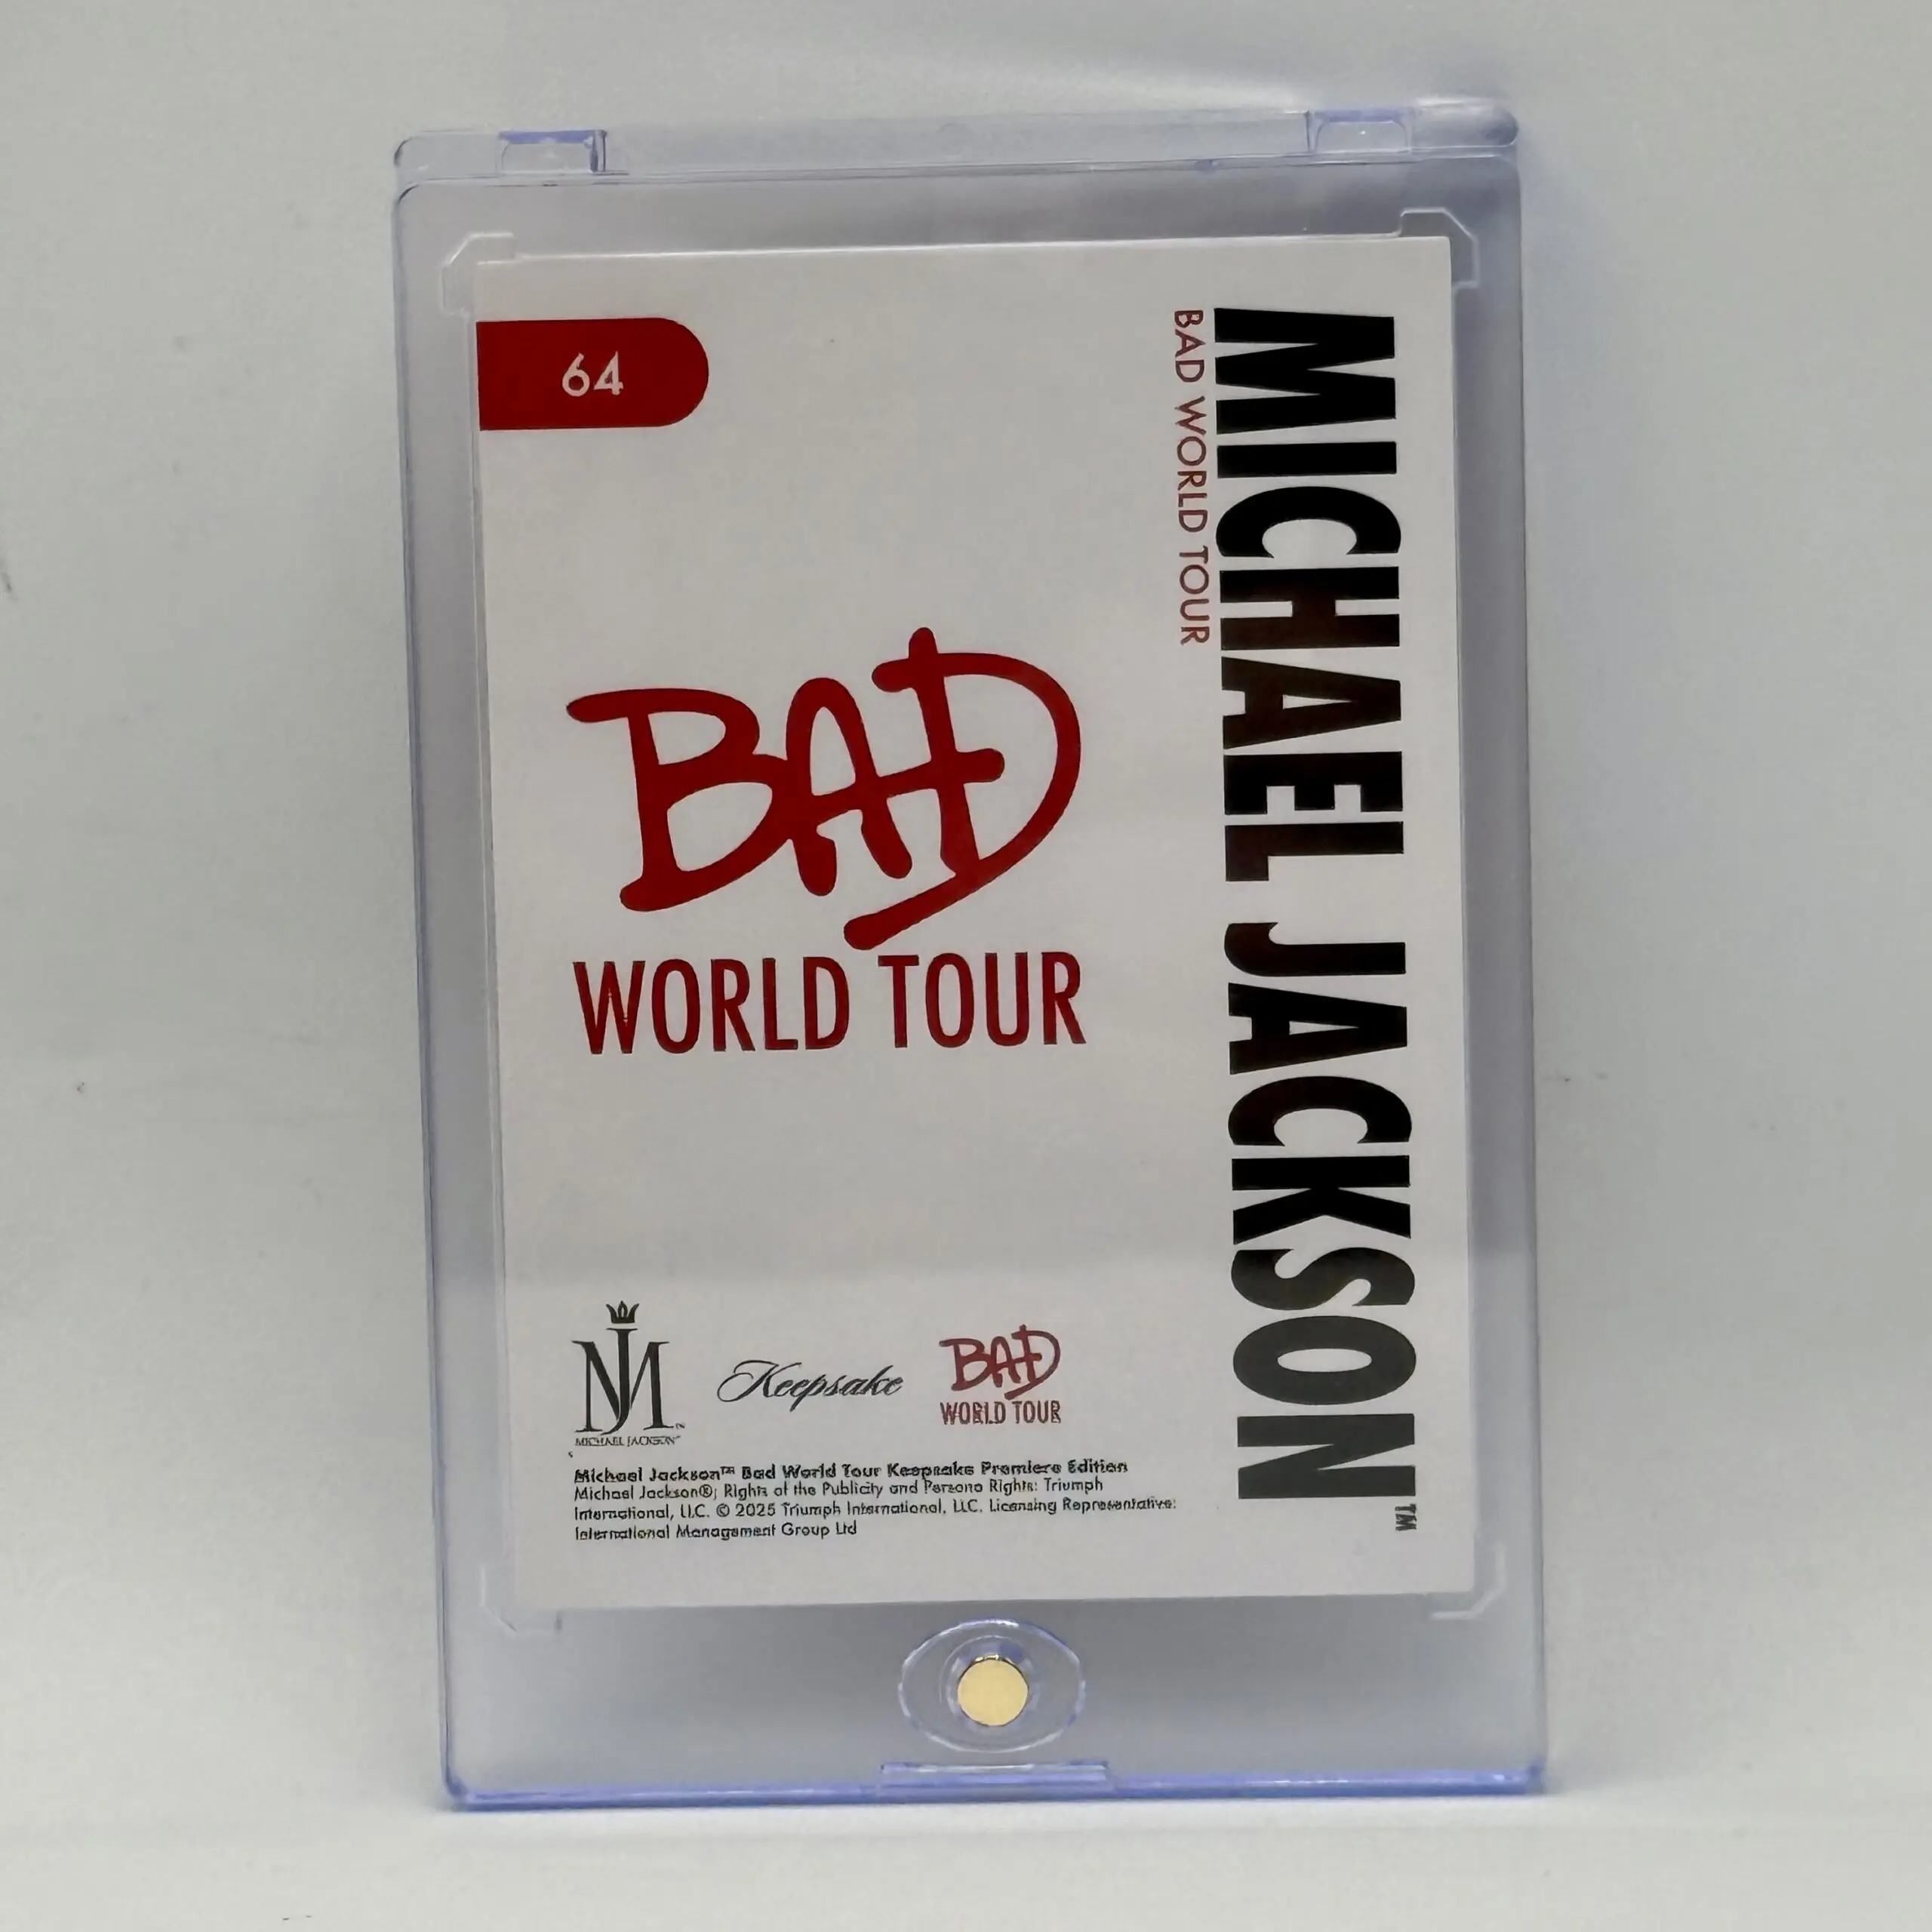 64
MICHAEL JACKSON™
BAD WORLD TOUR
BAD
WORLD TOUR
MJ™
MICHAEL JACKSON™
Keepsake
BAD
WORLD TOUR
Michael Jackson™ Bad World Tour Keepsake Premiere Edition
Michael Jackson®; Rights of the Publicity and Persona Rights: Triumph
International, LLC. © 2025 Triumph International, LLC. Licensing Representative:
International Management Group Ltd